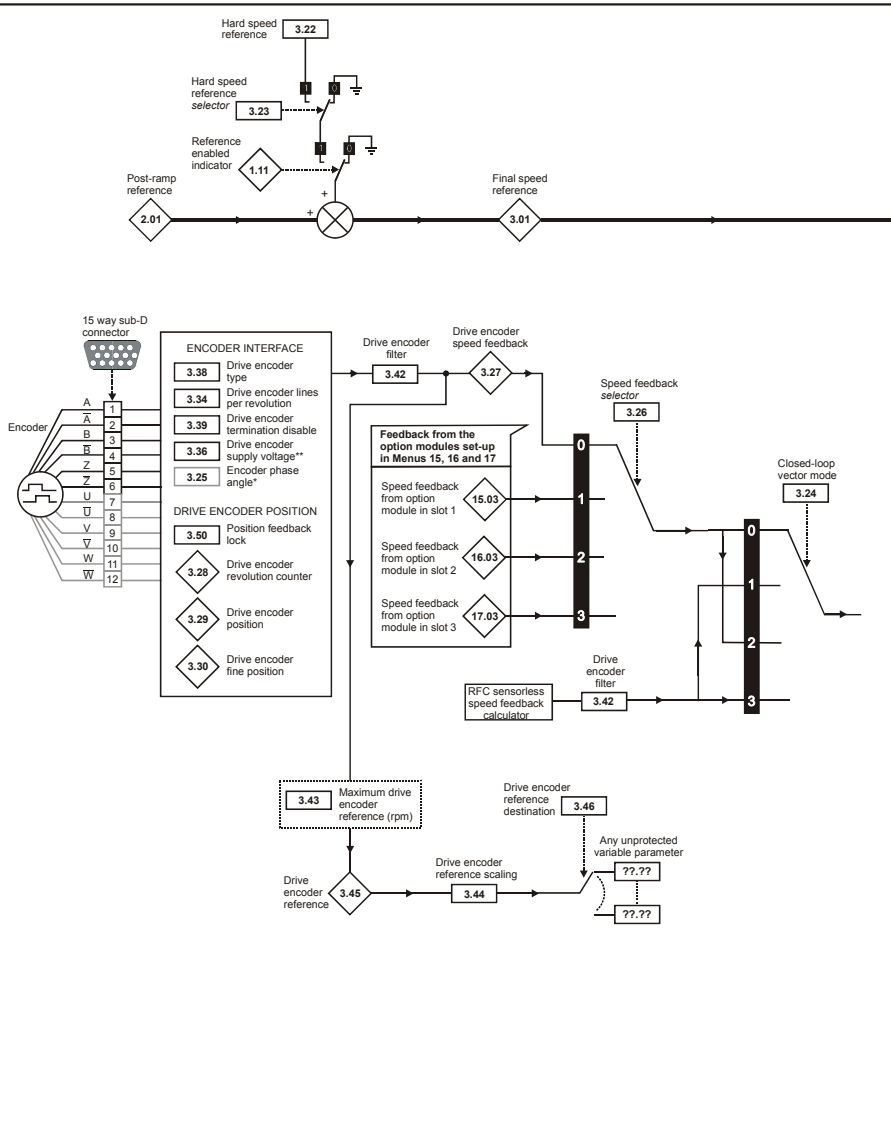 Hard speed
reference
3.22
1
0
Hard speed
reference
selector
3.23
1
0
Reference
enabled
indicator
1.11
Post-ramp
reference
2.01
+
+
Final speed
reference
3.01
15 way sub-D
connector
Encoder
A
A̅
B
B̅
Z
Z̅
U
U̅
V
V̅
W
W̅
1
2
3
4
5
6
7
8
9
10
11
12
ENCODER INTERFACE
3.38 Drive encoder
type
3.34 Drive encoder lines
per revolution
3.39 Drive encoder
termination disable
3.36 Drive encoder
supply voltage**
3.25 Encoder phase
angle*
DRIVE ENCODER POSITION
3.50 Position feedback
lock
3.28 Drive encoder
revolution counter
3.29 Drive encoder
position
3.30 Drive encoder
fine position
Drive encoder
filter
3.42
Drive encoder
speed feedback
3.27
Feedback from the
option modules set-up
in Menus 15, 16 and 17
Speed feedback
from option
module in slot 1
15.03
Speed feedback
from option
module in slot 2
16.03
Speed feedback
from option
module in slot 3
17.03
0
1
2
3
Speed feedback
selector
3.26
Closed-loop
vector mode
3.24
0
1
2
3
RFC sensorless
speed feedback
calculator
Drive
encoder
filter
3.42
3.43 Maximum drive
encoder
reference (rpm)
Drive
encoder
reference
3.45
Drive encoder
reference scaling
3.44
Drive encoder
reference
destination
3.46
Any unprotected
variable parameter
??.??
??.??